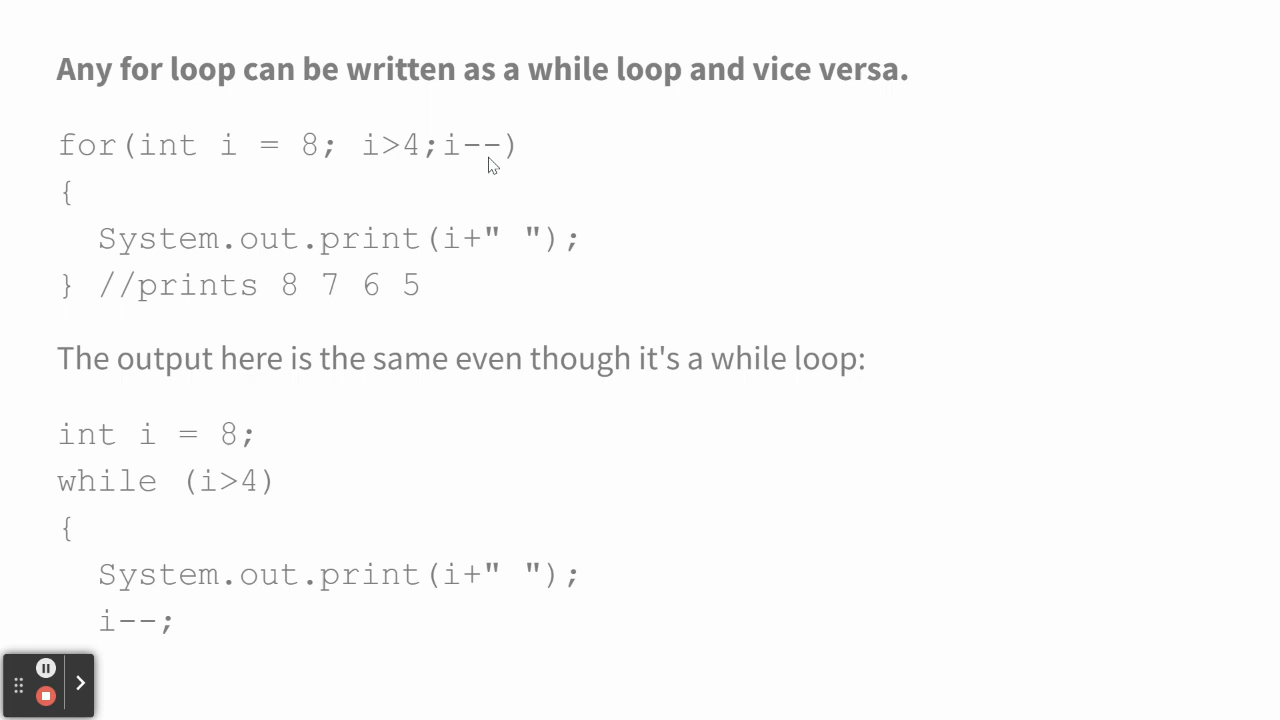 Any for loop can be written as a while loop and vice versa.
for(int i = 8; i>4;i--)
{
  System.out.print(i+" ");
} //prints 8 7 6 5
The output here is the same even though it's a while loop:
int i = 8;
while (i>4)
{
  System.out.print(i+" ");
  i--;